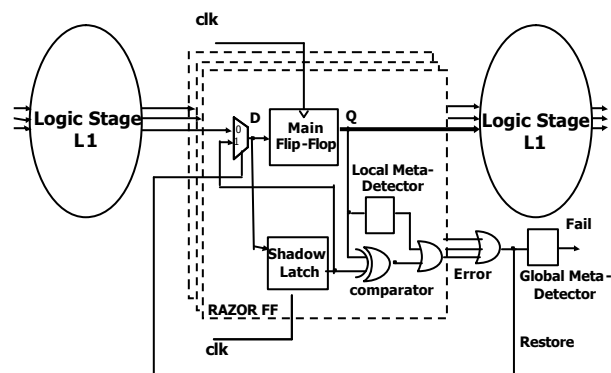 clk
Logic Stage
L1
D
0
1
Main
Flip-Flop
Q
Logic Stage
L1
Local Meta-
Detector
Shadow
Latch
comparator
Error
Fail
Global Meta-
Detector
RAZOR FF
clk
Restore